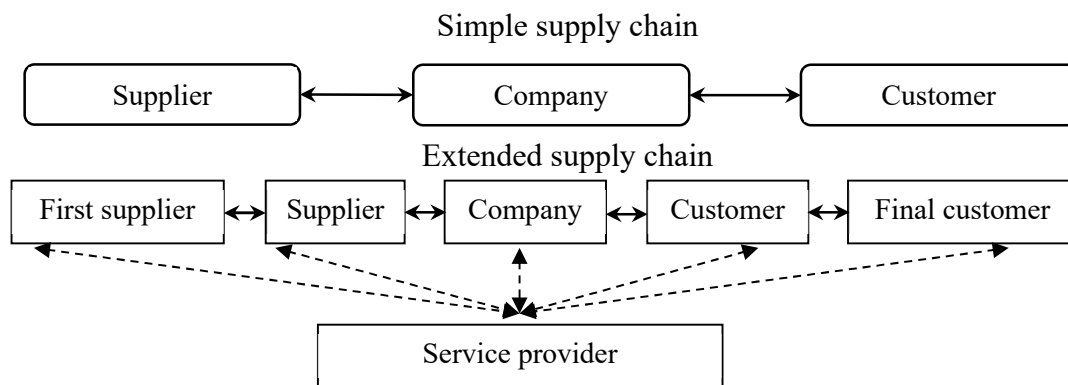 Simple supply chain
Supplier Company Customer
Extended supply chain
First supplier Supplier Company Customer Final customer
Service provider